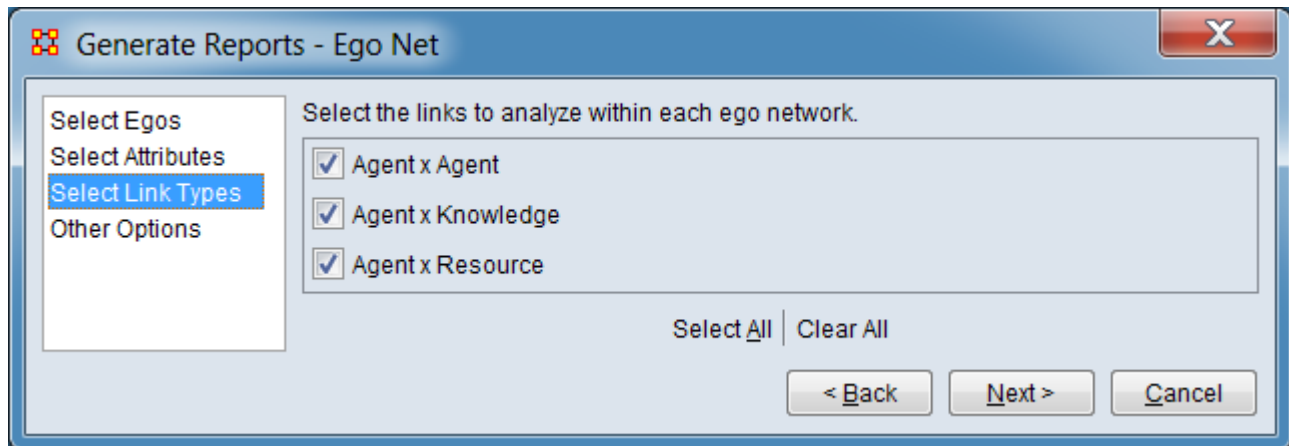 Generate Reports - Ego Net
Select Egos
Select Attributes
Select Link Types
Other Options
Select the links to analyze within each ego network.
Agent x Agent
Agent x Knowledge
Agent x Resource
Select All Clear All
< Back Next > Cancel